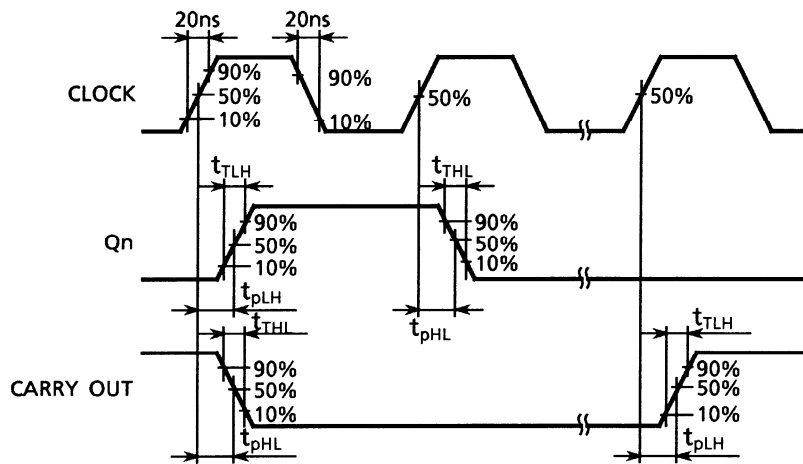 20ns 20ns
CLOCK 90% 50% 10% 90% 10% 50% 50%
tTLH tTHL
Qn 90% 50% 10% 90% 50% 10%
tpLH tpHL
tTHL tTLH
CARRY OUT 90% 50% 10% 90% 50% 10%
tpHL tpLH